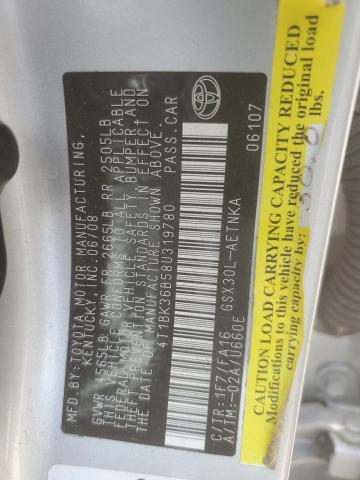 MFD. BY: TOYOTA MOTOR MANUFACTURING,
KENTUCKY, INC. 06/08
GVWR 4655LB GAWR FR 2665LB RR 2505LB
THIS VEHICLE CONFORMS TO ALL APPLICABLE
FEDERAL MOTOR VEHICLE SAFETY, BUMPER AND
THEFT PREVENTION STANDARDS IN EFFECT ON
THE DATE OF MANUFACTURE SHOWN ABOVE.
4T1BK36B58U319780 PASS.CAR
C/TR:1F7/FA16 GSX30L-AETNKA
A/TM:-02A/U660E
06107
CAUTION LOAD CARRYING CAPACITY REDUCED
Modifications to this vehicle have reduced the original load
carrying capacity by lbs.